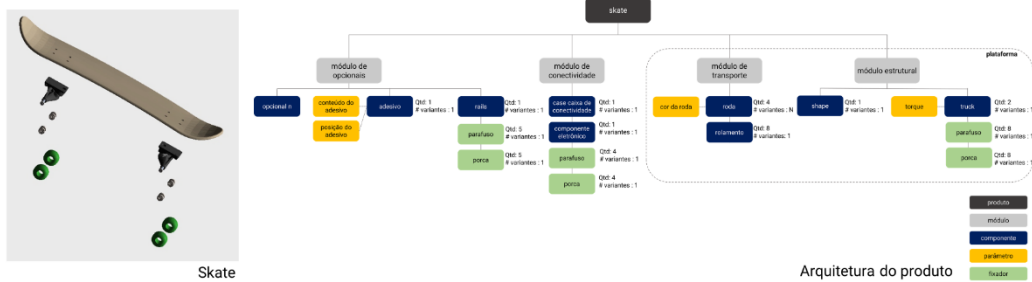 skate
plataforma
módulo de
opcionais
módulo de
conectividade
módulo de
transporte
módulo estrutural
opcional n
conteúdo do
adesivo
posição do
adesivo
adesivo
Qtd: 1
# variantes : 1
rails
Qtd: 1
# variantes : 1
parafuso
Qtd: 5
# variantes : 1
porca
Qtd: 5
# variantes : 1
case caixa de
conectividade
Qtd: 1
# variantes : 1
componente
eletrônico
Qtd: 1
# variantes : 1
parafuso
Qtd: 4
# variantes : 1
porca
Qtd: 4
# variantes : 1
cor da roda
roda
Qtd: 4
# variantes : N
rolamento
Qtd: 8
# variantes : 1
shape
Qtd: 1
# variantes : 1
torque
truck
Qtd: 2
# variantes : 1
parafuso
Qtd: 8
# variantes : 1
porca
Qtd: 8
# variantes : 1
produto
módulo
componente
parâmetro
fixador
Skate
Arquitetura do produto